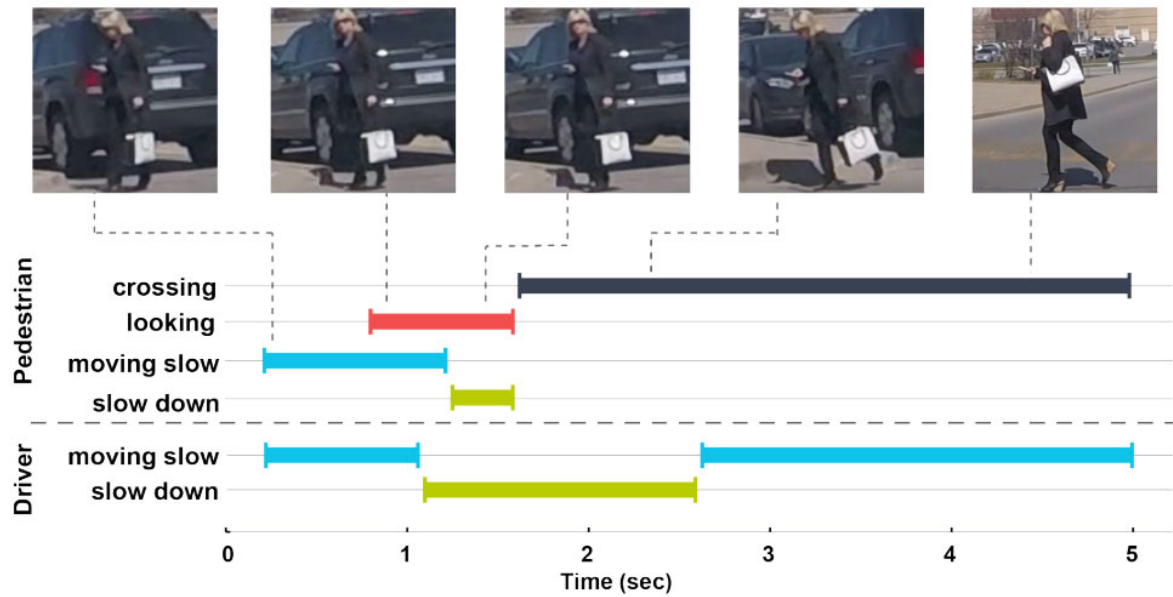 Pedestrian
crossing
looking
moving slow
slow down
Driver
moving slow
slow down
0 1 2 3 4 5
Time (sec)